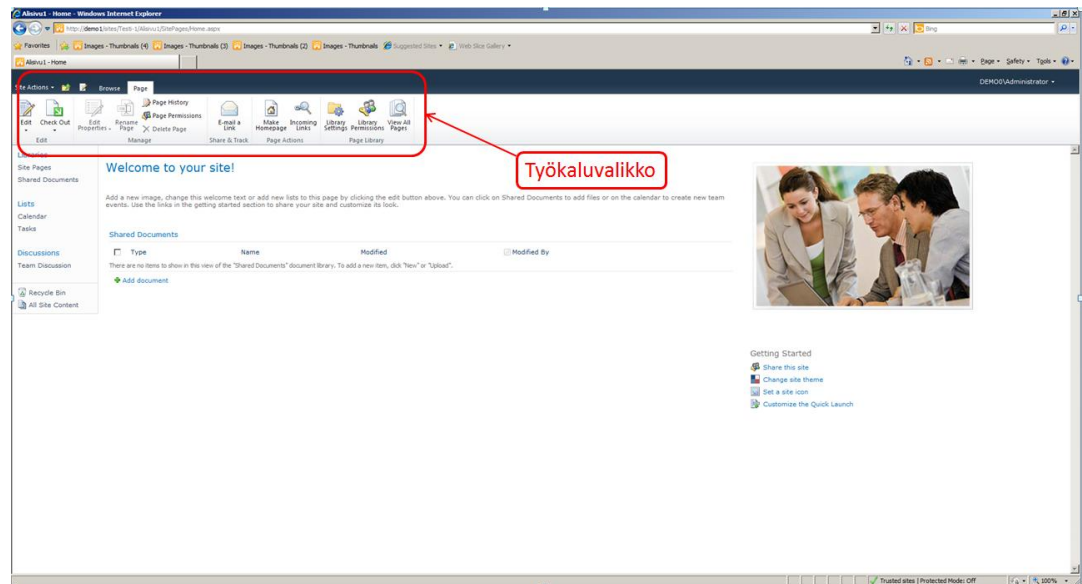 Alisivu1 - Home - Windows Internet Explorer
http://demo1/sites/Testi-1/Alisivu1/SitePages/Home.aspx
Bing
Favorites Images - Thumbnails (4) Images - Thumbnails (3) Images - Thumbnails (2) Images - Thumbnails Suggested Sites Web Slice Gallery
Alisivu1 - Home
Page Safety Tools
Site Actions Browse Page
DEMO0\Administrator
Edit
Check Out
Edit Properties
Rename Page
Page History
Page Permissions
Delete Page
E-mail a Link
Make Homepage
Incoming Links
Library Settings
Library Permissions
View All Pages
Edit Manage Share & Track Page Actions Page Library
Työkaluvalikko
Libraries
Site Pages
Shared Documents
Lists
Calendar
Tasks
Discussions
Team Discussion
Recycle Bin
All Site Content
Welcome to your site!
Add a new image, change this welcome text or add new lists to this page by clicking the edit button above. You can click on Shared Documents to add files or on the calendar to create new team
events. Use the links in the getting started section to share your site and customize its look.
Shared Documents
Type Name Modified Modified By
There are no items to show in this view of the "Shared Documents" document library. To add a new item, click "New" or "Upload".
Add document
Getting Started
Share this site
Change site theme
Set a site icon
Customize the Quick Launch
Trusted sites | Protected Mode: Off
100%